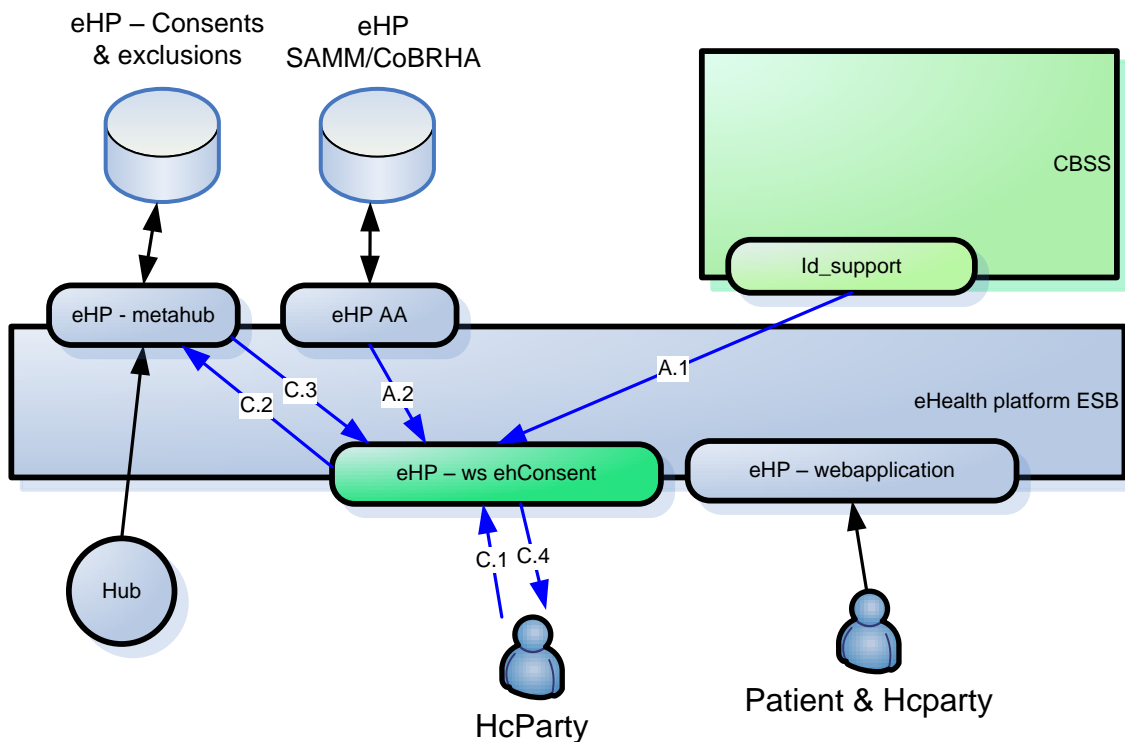 eHP – Consents
& exclusions
eHP
SAMM/CoBRHA
CBSS
Id_support
eHP - metahub
eHP AA
A.1
C.3
A.2
C.2
eHealth platform ESB
eHP – ws ehConsent
eHP – webapplication
C.1
C.4
Hub
HcParty
Patient & Hcparty